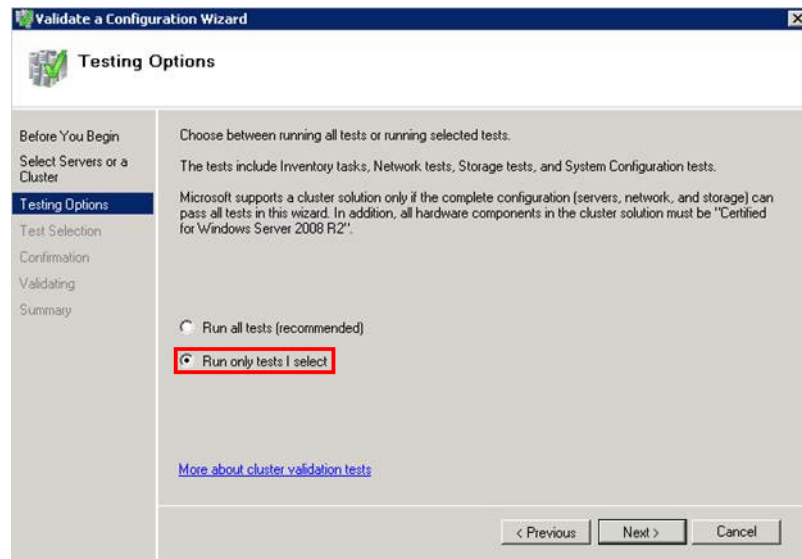 Validate a Configuration Wizard
Testing Options
Before You Begin
Select Servers or a
Cluster
Testing Options
Test Selection
Confirmation
Validating
Summary
Choose between running all tests or running selected tests.
The tests include Inventory tasks, Network tests, Storage tests, and System Configuration tests.
Microsoft supports a cluster solution only if the complete configuration (servers, network, and storage) can
pass all tests in this wizard. In addition, all hardware components in the cluster solution must be "Certified
for Windows Server 2008 R2".
Run all tests (recommended)
Run only tests I select
More about cluster validation tests
< Previous
Next >
Cancel